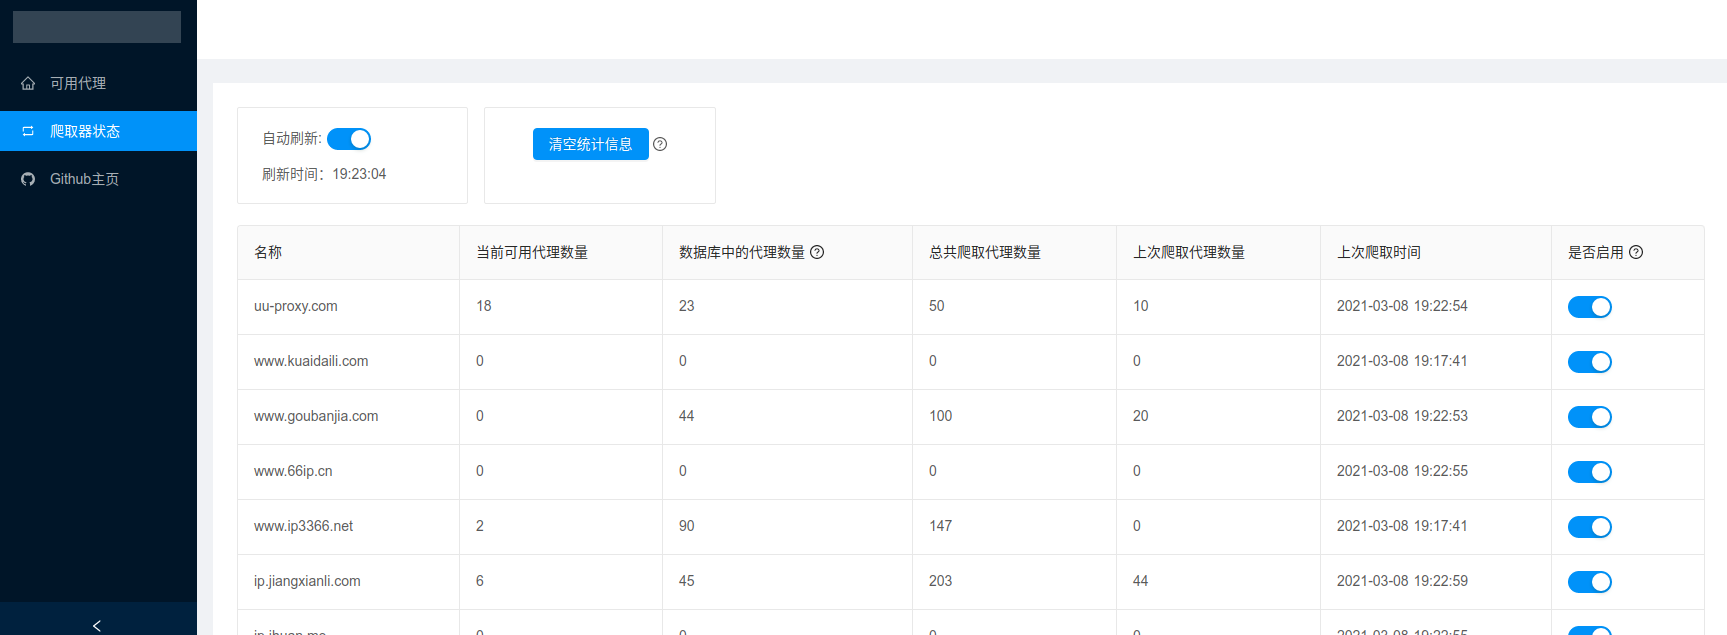 可用代理
爬取器状态
Github主页
自动刷新:
刷新时间：19:23:04
清空统计信息
名称 当前可用代理数量 数据库中的代理数量 总共爬取代理数量 上次爬取代理数量 上次爬取时间 是否启用
uu-proxy.com 18 23 50 10 2021-03-08 19:22:54
www.kuaidaili.com 0 0 0 0 2021-03-08 19:17:41
www.goubanjia.com 0 44 100 20 2021-03-08 19:22:53
www.66ip.cn 0 0 0 0 2021-03-08 19:22:55
www.ip3366.net 2 90 147 0 2021-03-08 19:17:41
ip.jiangxianli.com 6 45 203 44 2021-03-08 19:22:59